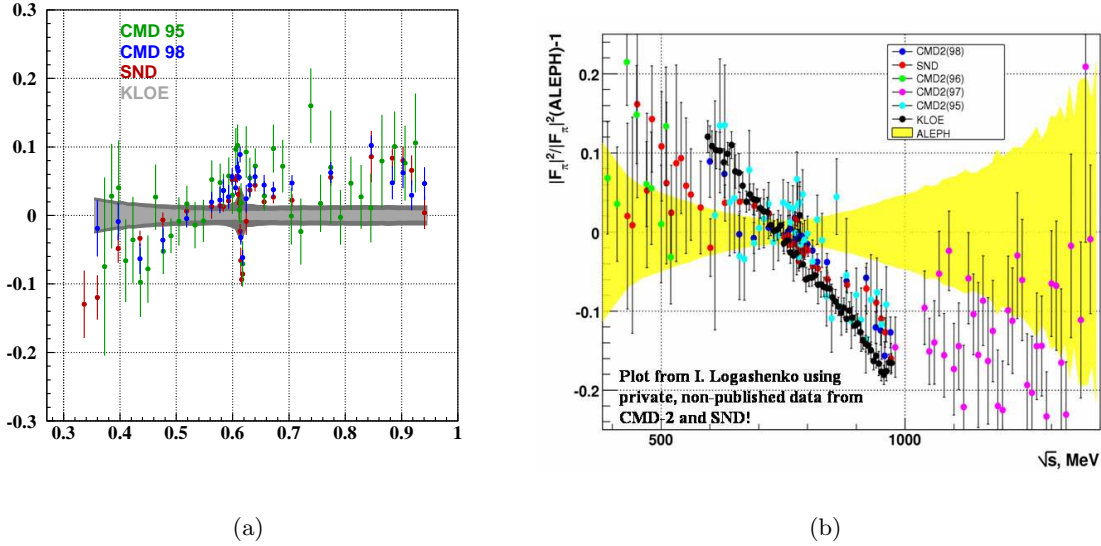 0.3
0.2
0.1
0
-0.1
-0.2
-0.3
0.3 0.4 0.5 0.6 0.7 0.8 0.9 1
CMD 95
CMD 98
SND
KLOE
(a)
|Fπ|²/|Fπ|²(ALEPH)-1
0.2
0.1
0
-0.1
-0.2
CMD2(98)
SND
CMD2(96)
CMD2(97)
CMD2(95)
KLOE
ALEPH
Plot from I. Logashenko using
private, non-published data from
CMD-2 and SND!
500 1000
√s, MeV
(b)